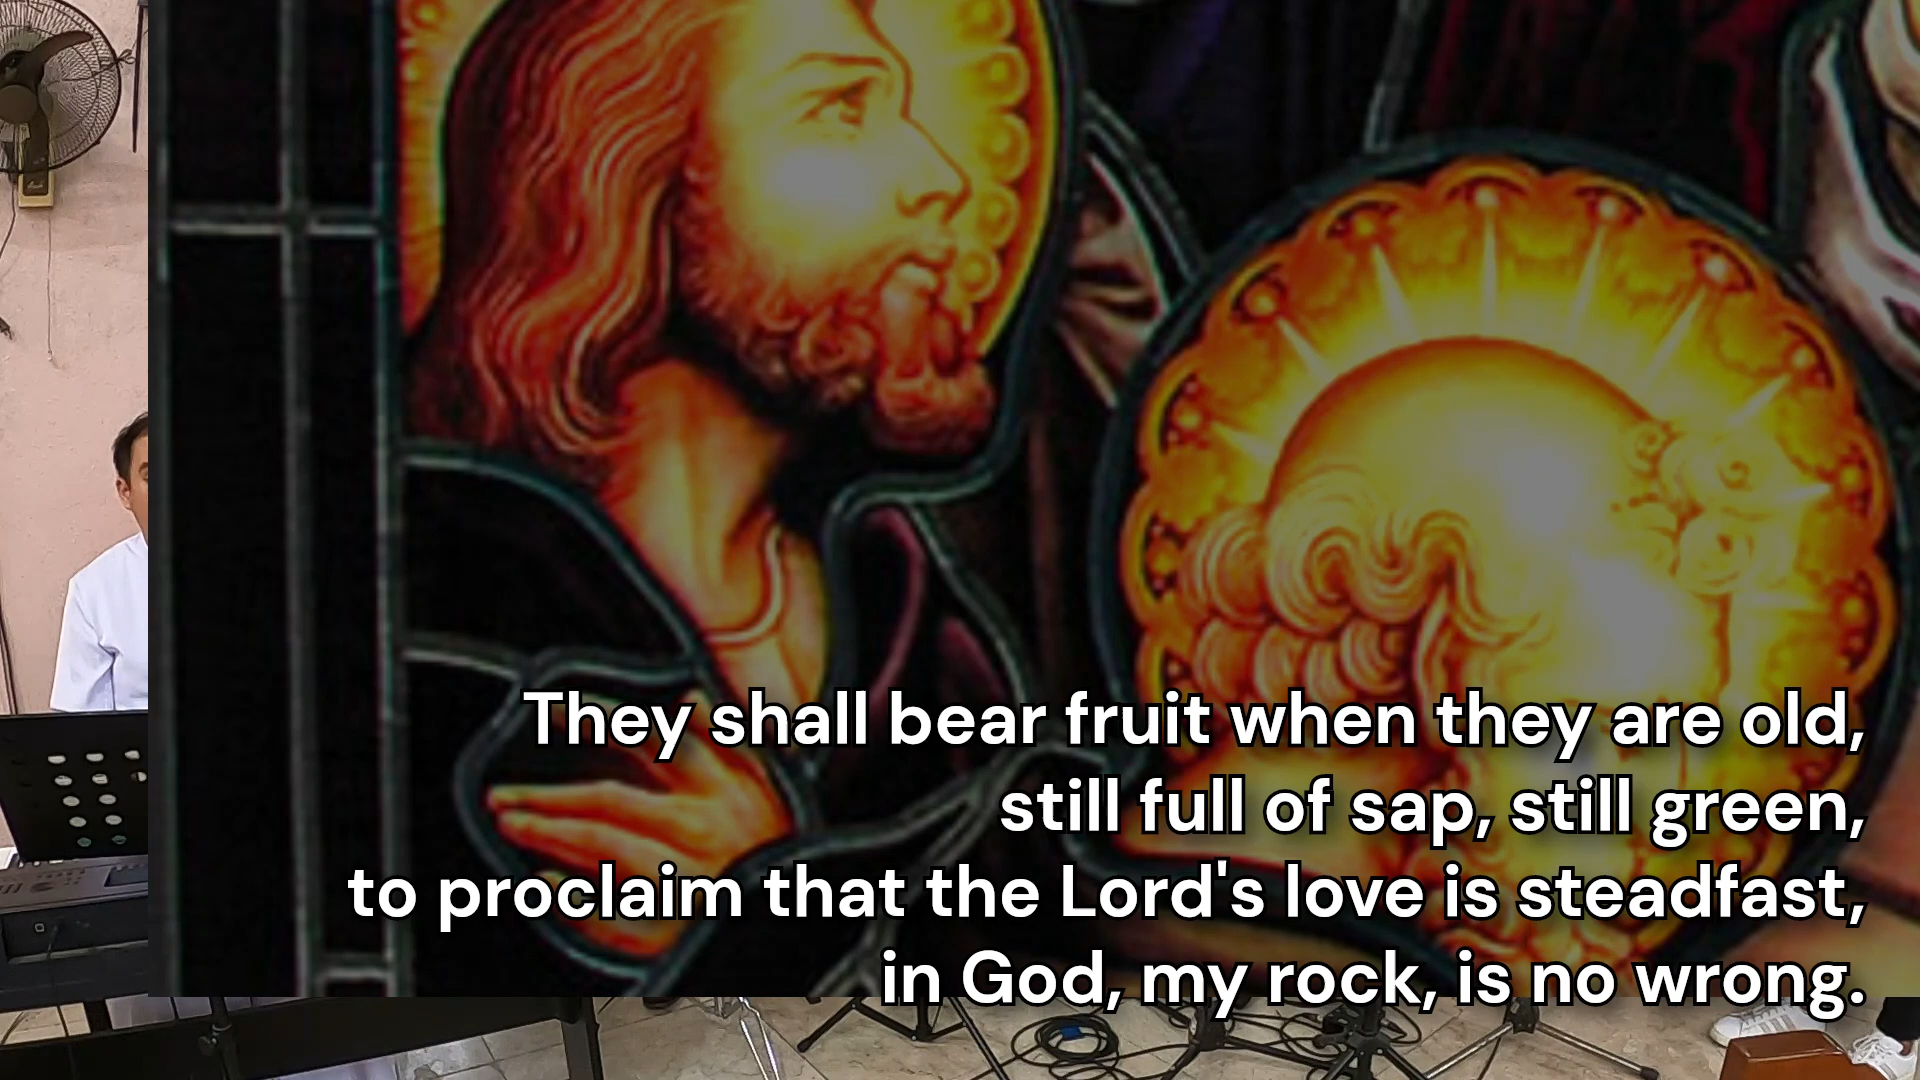 They shall bear fruit when they are old,
still full of sap, still green,
to proclaim that the Lord's love is steadfast,
in God, my rock, is no wrong.